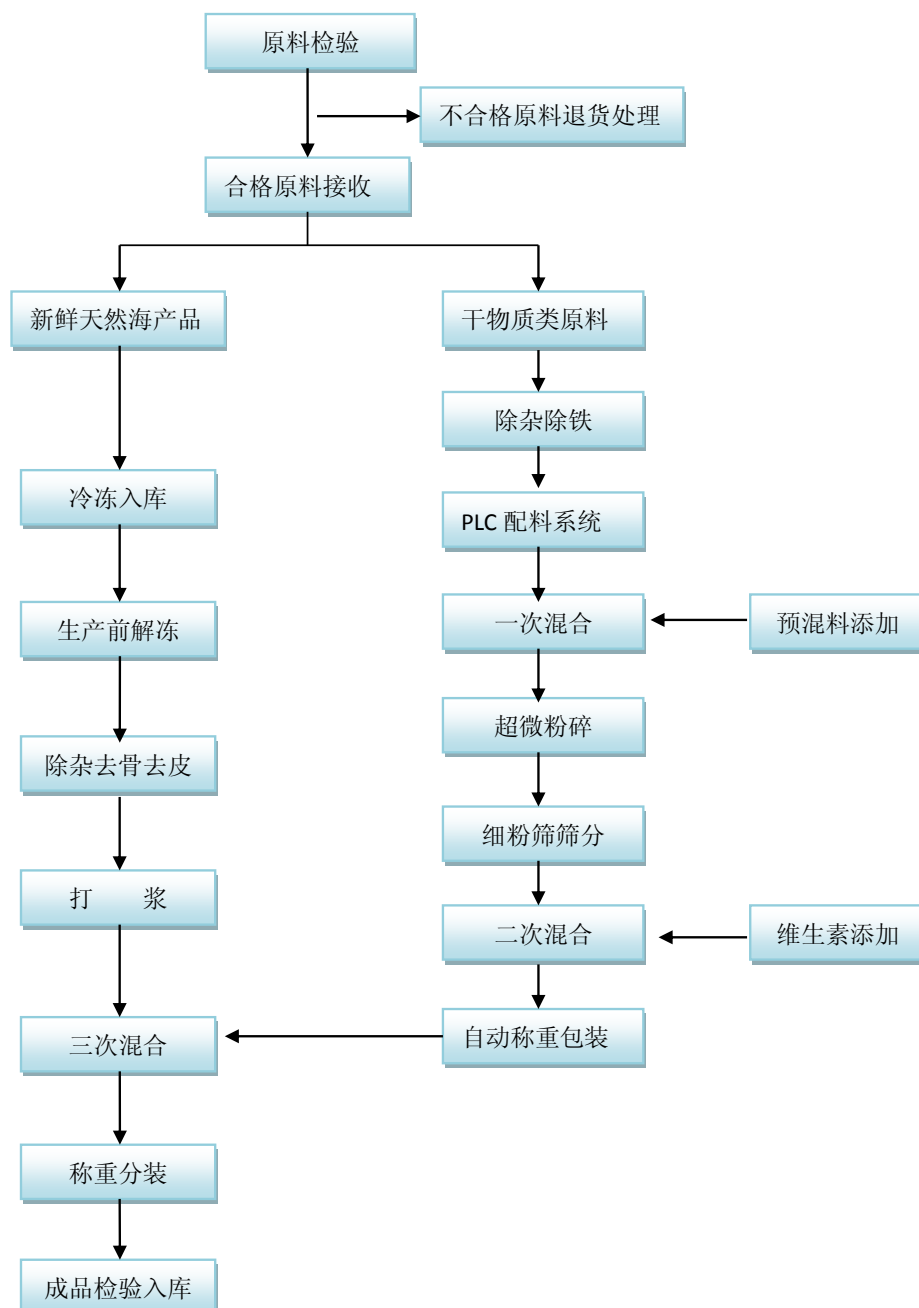 原料检验
不合格原料退货处理
合格原料接收
新鲜天然海产品
干物质类原料
除杂除铁
冷冻入库
PLC 配料系统
生产前解冻
一次混合
预混料添加
超微粉碎
除杂去骨去皮
细粉筛筛分
打 浆
二次混合
维生素添加
三次混合
自动称重包装
称重分装
成品检验入库